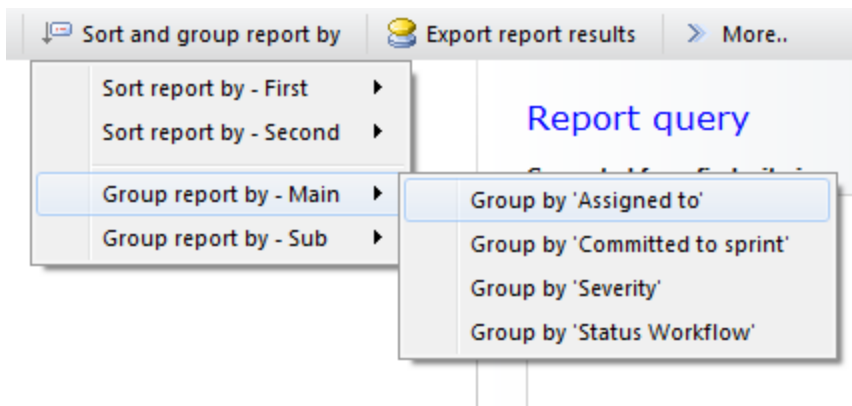 Sort and group report by
Export report results
More..
Sort report by - First
Sort report by - Second
Group report by - Main
Group report by - Sub
Report query
Group by 'Assigned to'
Group by 'Committed to sprint'
Group by 'Severity'
Group by 'Status Workflow'